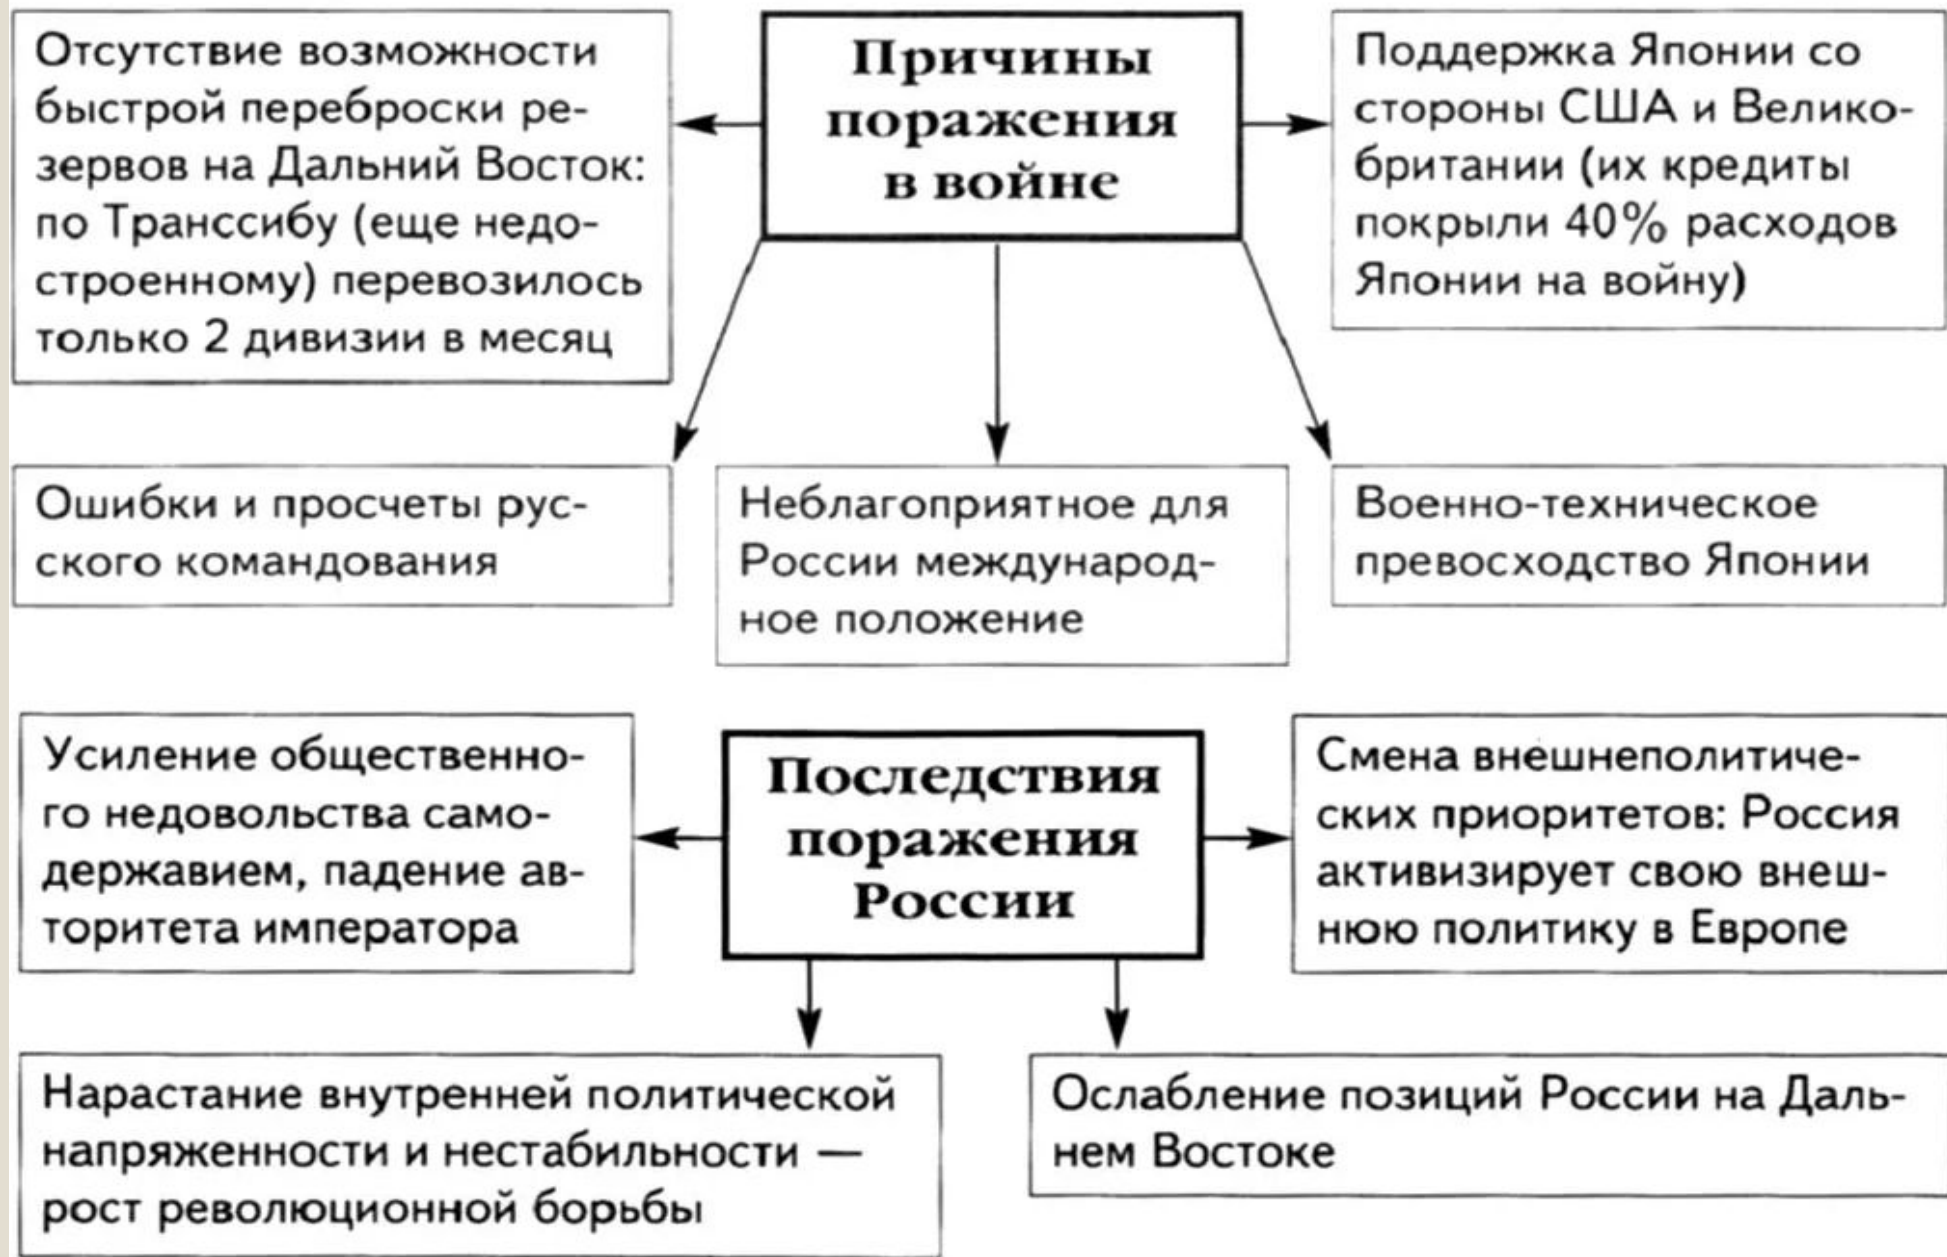 Отсутствие возможности
быстрой переброски ре-
зервов на Дальний Восток:
по Транссибу (еще недо-
строенному) перевозилось
только 2 дивизии в месяц
Причины
поражения
в войне
Поддержка Японии со
стороны США и Велико-
британии (их кредиты
покрыли 40% расходов
Японии на войну)
Ошибки и просчеты рус-
ского командования
Неблагоприятное для
России международ-
ное положение
Военно-техническое
превосходство Японии
Усиление общественно-
го недовольства само-
державием, падение ав-
торитета императора
Последствия
поражения
России
Смена внешнеполитиче-
ских приоритетов: Россия
активизирует свою внеш-
нюю политику в Европе
Нарастание внутренней политической
напряженности и нестабильности —
рост революционной борьбы
Ослабление позиций России на Даль-
нем Востоке